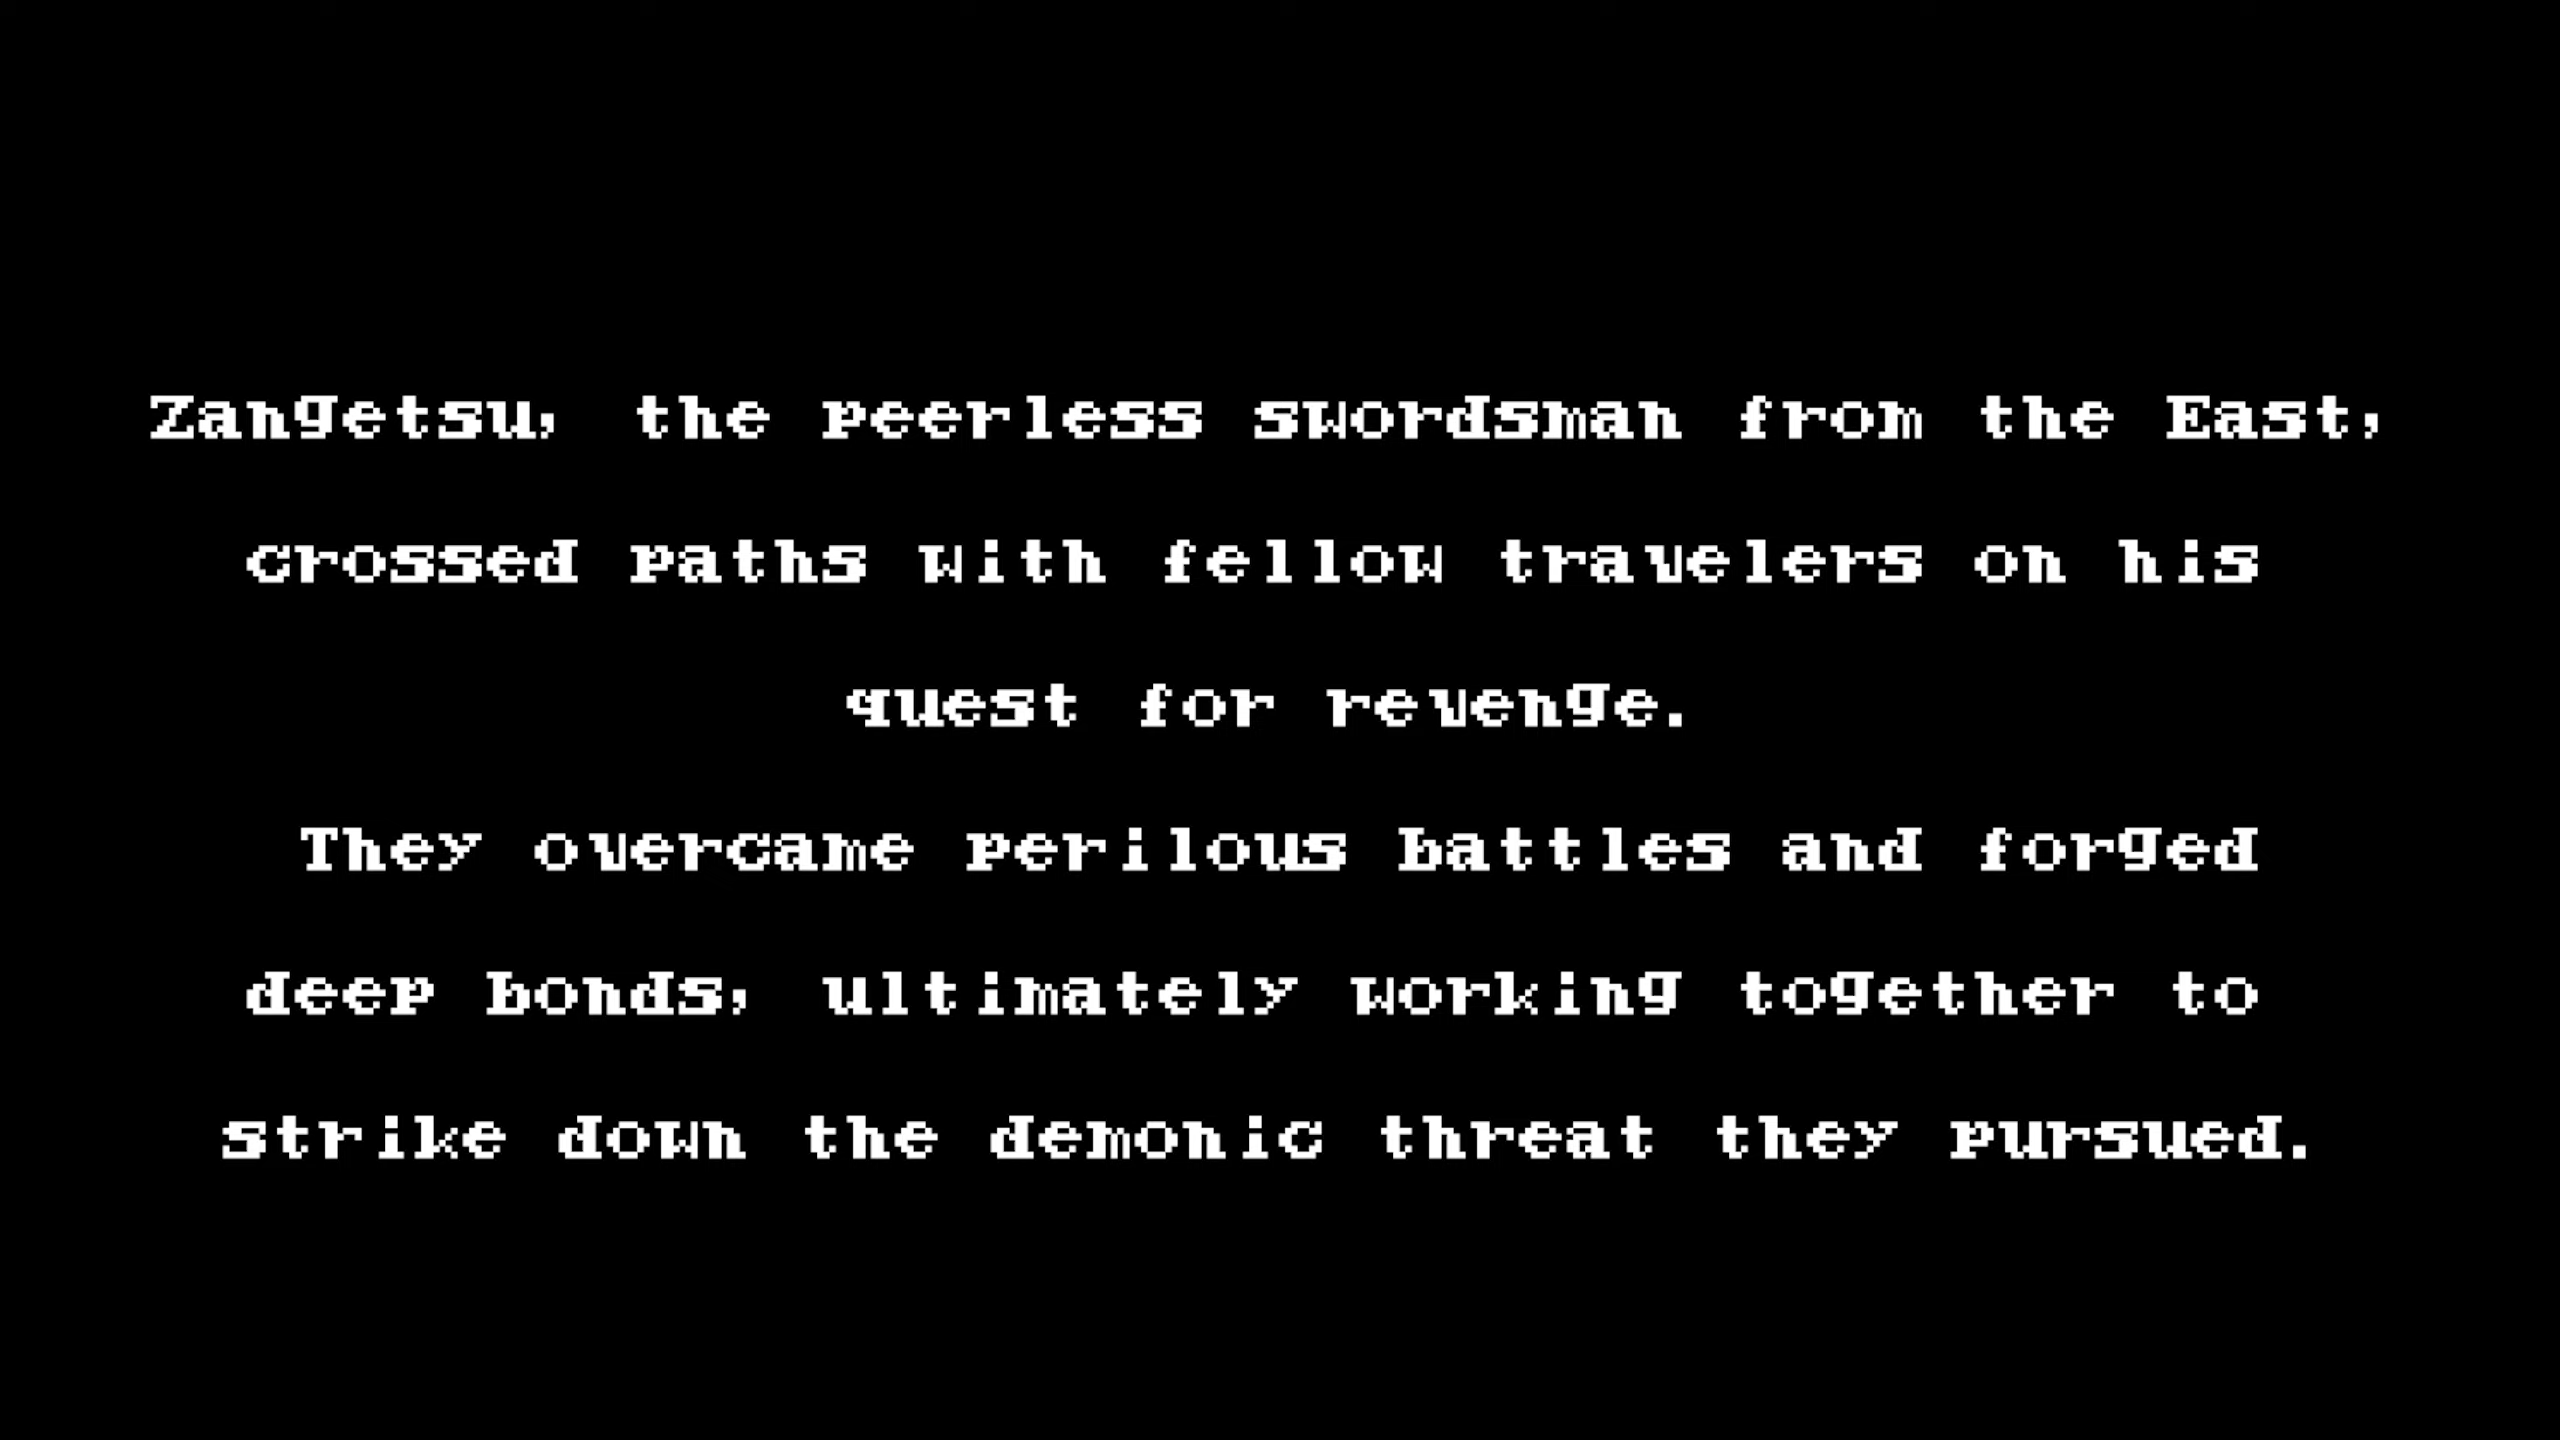 Zangetsu, the peerless swordsman from the East,
crossed paths with fellow travelers on his
quest for revenge.
They overcame perilous battles and forged
deep bonds, ultimately working together to
strike down the demonic threat they pursued.